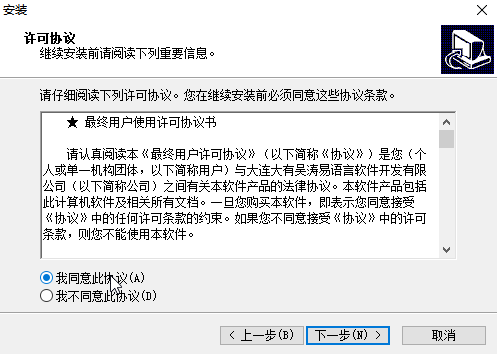 安装
许可协议
继续安装前请阅读下列重要信息。
请仔细阅读下列许可协议。您在继续安装前必须同意这些协议条款。
★ 最终用户使用许可协议书
请认真阅读本《最终用户许可协议》（以下简称《协议》）是您（个
人或单一机构团体，以下简称用户）与大连大有吴涛易语言软件开发有限
公司（以下简称公司）之间有关本软件产品的法律协议。本软件产品包括
此计算机软件及相关所有文档。一旦您购买本软件，即表示您同意接受
《协议》中的任何许可条款的约束。如果您不同意接受《协议》中的许可
条款，则您不能使用本软件。
我同意此协议(A)
我不同意此协议(D)
< 上一步(B)
下一步(N) >
取消